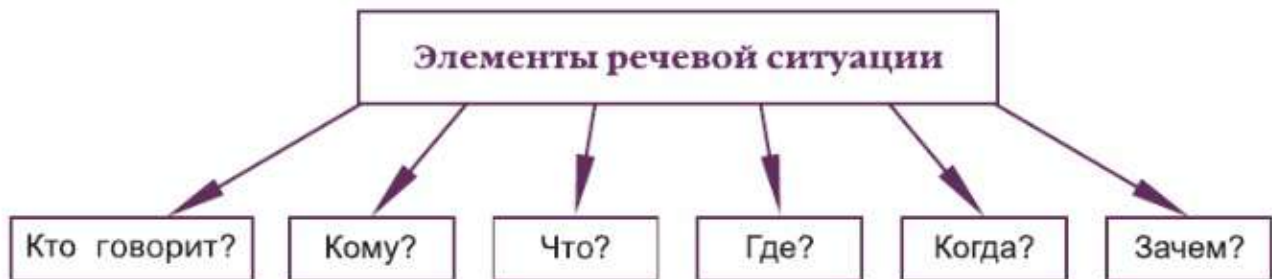 Элементы речевой ситуации
Кто говорит? Кому? Что? Где? Когда? Зачем?